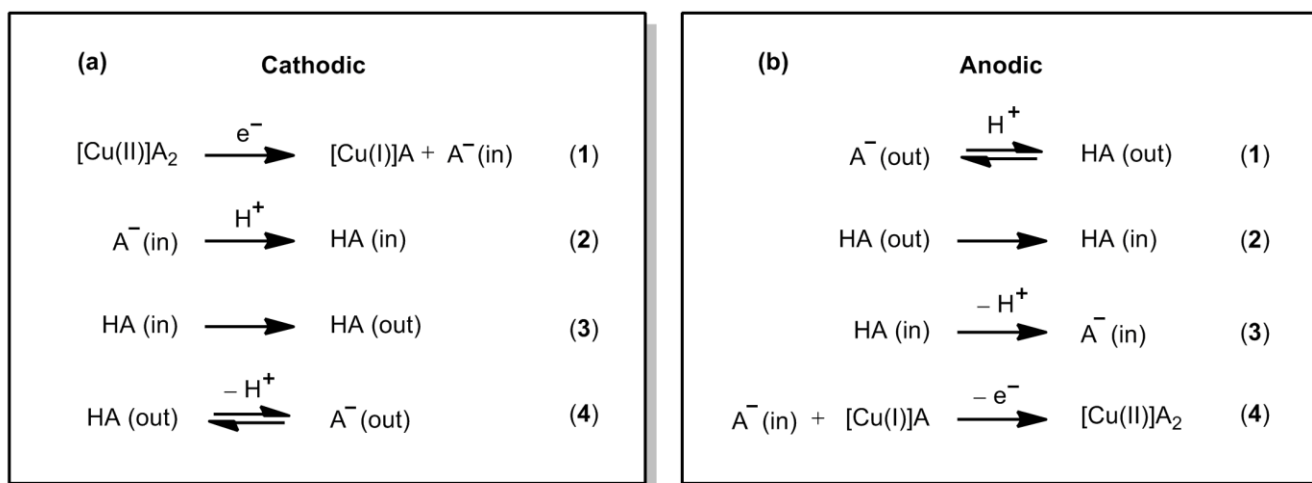 (a) Cathodic
[Cu(II)]A₂ e⁻ [Cu(I)]A + A⁻(in) (1)
A⁻(in) H⁺ HA (in) (2)
HA (in) HA (out) (3)
HA (out) – H⁺ A⁻(out) (4)
(b) Anodic
A⁻(out) H⁺ HA (out) (1)
HA (out) HA (in) (2)
HA (in) – H⁺ A⁻(in) (3)
A⁻(in) + [Cu(I)]A – e⁻ [Cu(II)]A₂ (4)